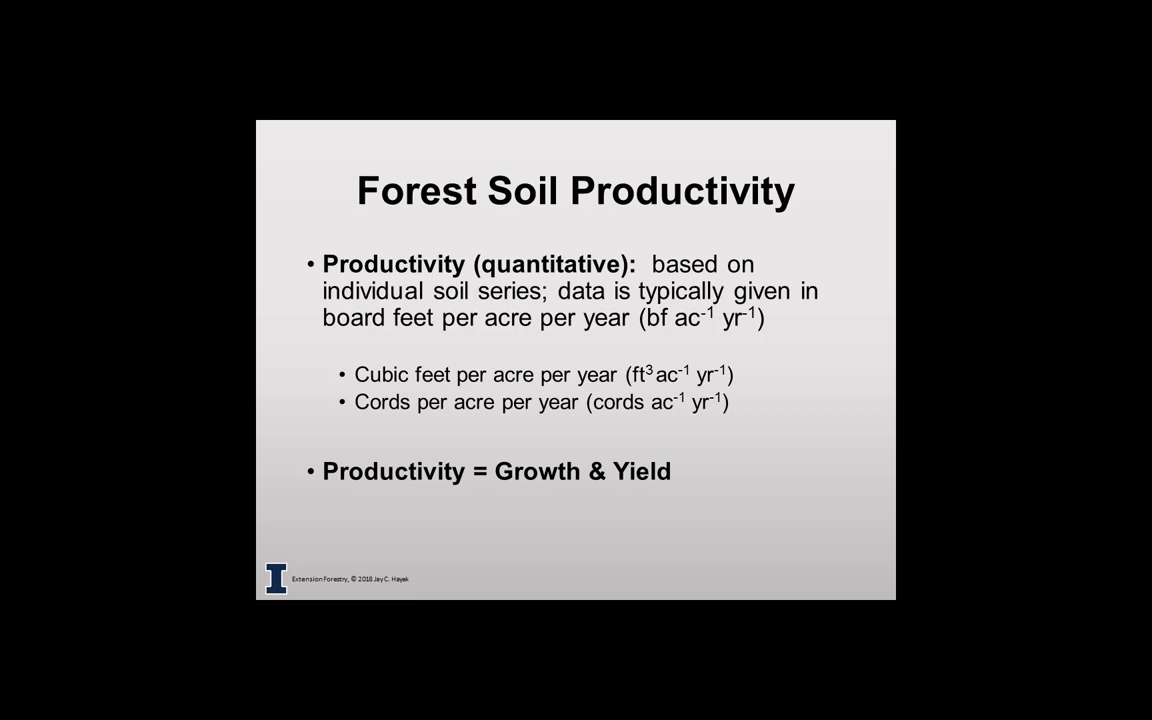 Forest Soil Productivity
• Productivity (quantitative): based on
individual soil series; data is typically given in
board feet per acre per year (bf ac⁻¹ yr⁻¹)
• Cubic feet per acre per year (ft³ ac⁻¹ yr⁻¹)
• Cords per acre per year (cords ac⁻¹ yr⁻¹)
• Productivity = Growth & Yield
I
Extension Forestry, © 2018 Jay C. Hayek